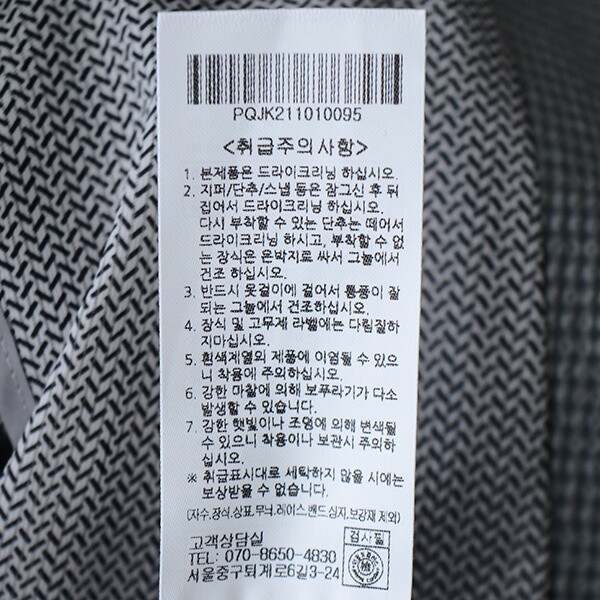 PQJK211010095
<취급주의사항>
1. 본제품은 드라이크리닝 하십시오.
2. 지퍼/단추/스냅 등은 잠그신 후 뒤
집어서 드라이크리닝 하십시오.
다시 부착할 수 있는 단추는 떼어서
드라이크리닝 하시고, 부착할 수 없
는 장식은 은박지로 싸서 그늘에서
건조 하십시오.
3. 반드시 옷걸이에 걸어서 통풍이 잘
되는 그늘에서 건조하십시오.
4. 장식 및 고무제 라벨에는 다림질하
지마십시오.
5. 흰색계열외 제품에 이염될 수 있으
니 착용에 주의하십시오.
6. 강한 마찰에 의해 보푸라기가 다소
발생할 수 있습니다.
7. 강한 햇빛이나 조명에 의해 변색될
수 있으니 착용이나 보관시 주의하
십시오.
※ 취급표시대로 세탁하지 않을 시에는
보상받을 수 없습니다.
(자수,장식,상표,무늬,레이스,밴드,심지,보강재 제외)
고객상담실
TEL: 070-8650-4830
서울중구퇴계로6길3-24
검사필